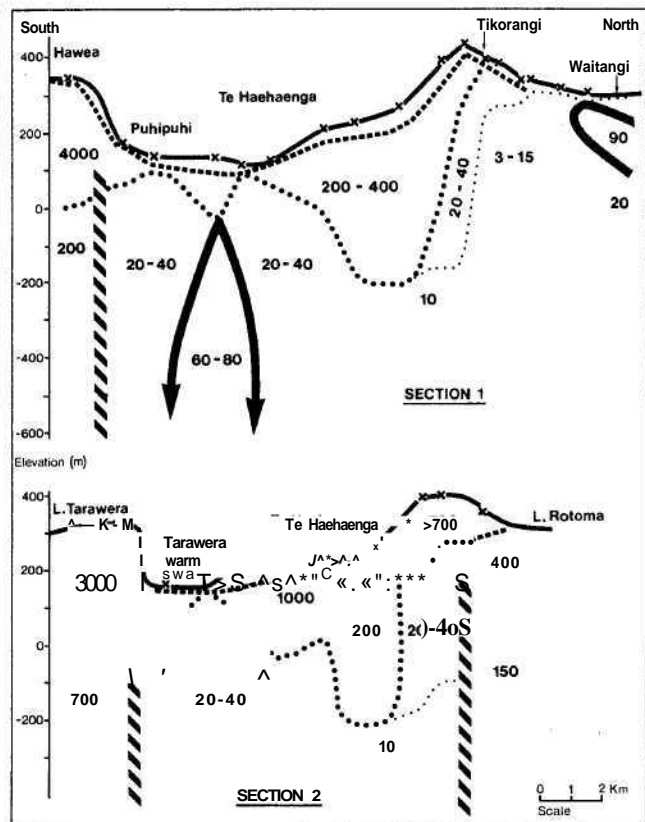 South
Tikorangi
North
400
Hawea
Waitangi
Te Haehaenga
200
Puhipuhi
4000
3-15
90
200-400
20-40
0
20
200
20-40
20-40
-200
10
60-80
-400
SECTION 1
-600
Elevation (m)
400
L. Tarawera
Te Haehaenga
>700
L. Rotoma
Tarawera
warm
400
200
3000
1000
200
0
150
700
20-40
-200
10
0 1 2 Km
Scale
SECTION 2